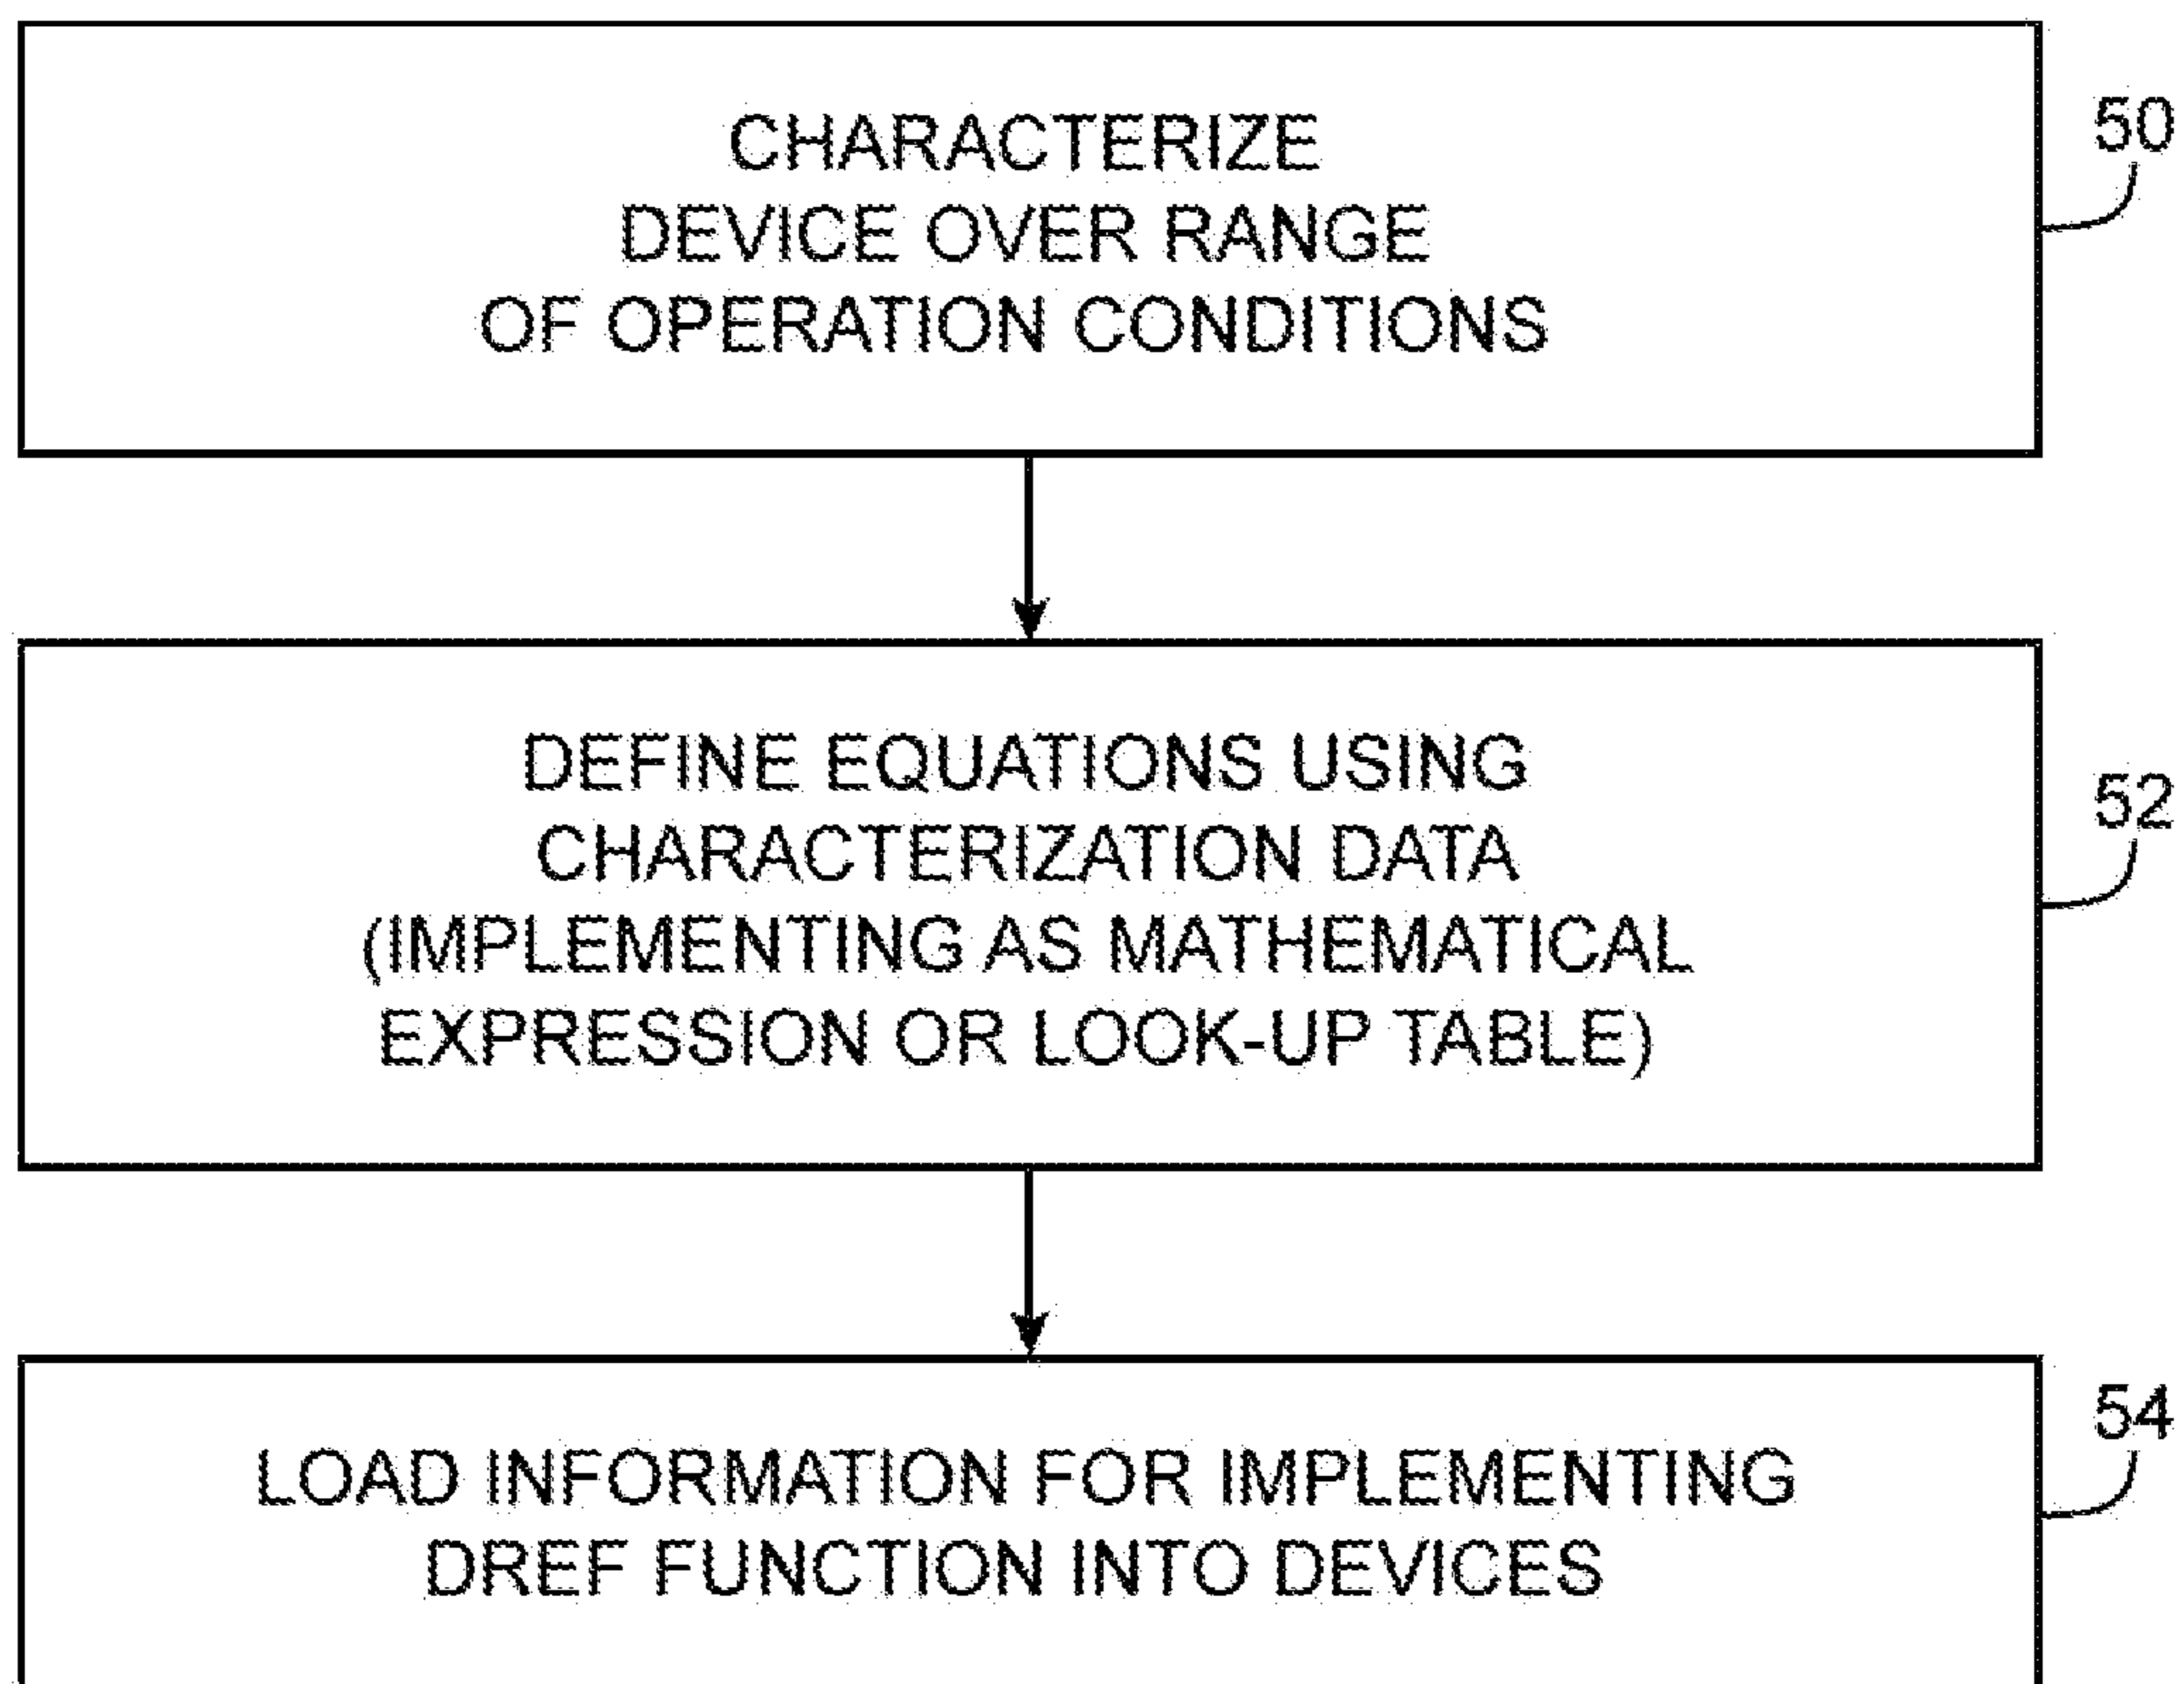 CHARACTERIZE
DEVICE OVER RANGE
OF OPERATION CONDITIONS
50
DEFINE EQUATIONS USING
CHARACTERIZATION DATA
(IMPLEMENTING AS MATHEMATICAL
EXPRESSION OR LOOK-UP TABLE)
52
LOAD INFORMATION FOR IMPLEMENTING
DREF FUNCTION INTO DEVICES
54